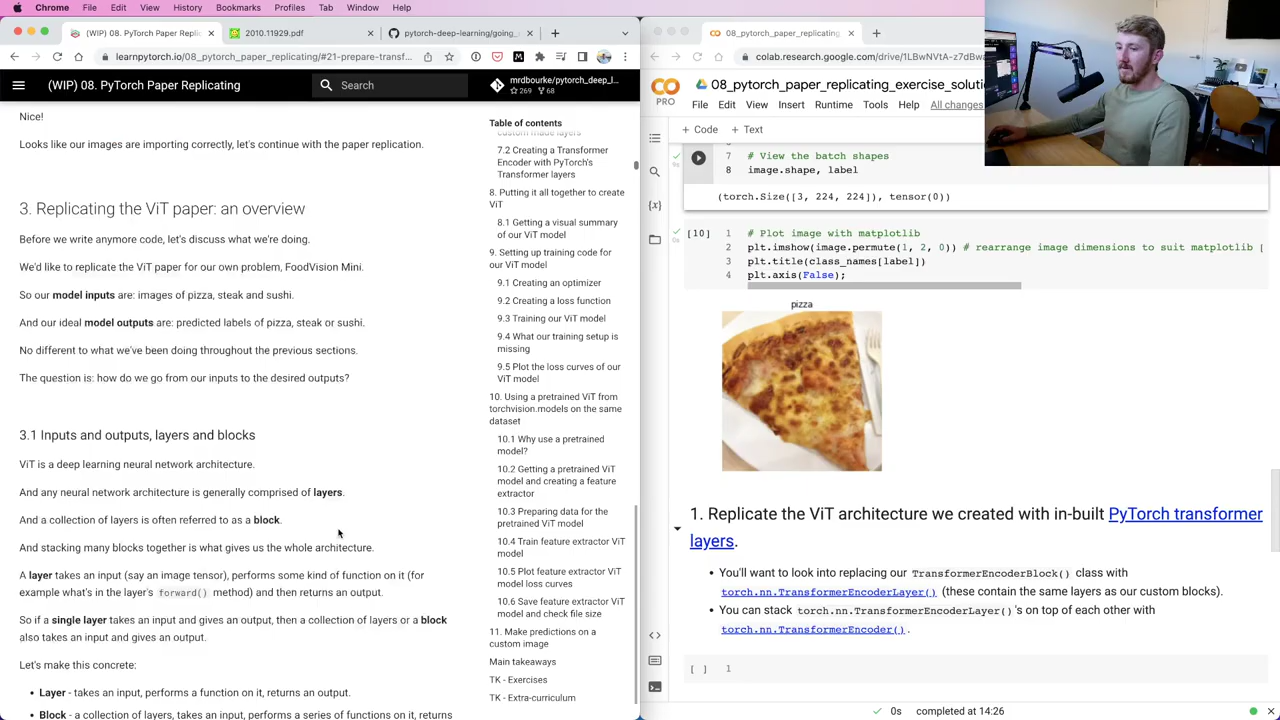 Chrome File Edit View History Bookmarks Profiles Tab Window Help
(WIP) 08. PyTorch Paper Repli
2010.11929.pdf
pytorch-deep-learning/going_
learnpytorch.io/08_pytorch_paper_replicating/#21-prepare-transf...
(WIP) 08. PyTorch Paper Replicating
Search
mrdbourke/pytorch_deep_l...
269 68
Nice!
Looks like our images are importing correctly, let's continue with the paper replication.
3. Replicating the ViT paper: an overview
Before we write anymore code, let's discuss what we're doing.
We'd like to replicate the ViT paper for our own problem, FoodVision Mini.
So our model inputs are: images of pizza, steak and sushi.
And our ideal model outputs are: predicted labels of pizza, steak or sushi.
No different to what we've been doing throughout the previous sections.
The question is: how do we go from our inputs to the desired outputs?
3.1 Inputs and outputs, layers and blocks
ViT is a deep learning neural network architecture.
And any neural network architecture is generally comprised of layers.
And a collection of layers is often referred to as a block.
And stacking many blocks together is what gives us the whole architecture.
A layer takes an input (say an image tensor), performs some kind of function on it (for
example what's in the layer's forward() method) and then returns an output.
So if a single layer takes an input and gives an output, then a collection of layers or a block
also takes an input and gives an output.
Let's make this concrete:
• Layer - takes an input, performs a function on it, returns an output.
• Block - a collection of layers, takes an input, performs a series of functions on it, returns
Table of contents
custom made layers
7.2 Creating a Transformer
Encoder with PyTorch's
Transformer layers
8. Putting it all together to create
ViT
8.1 Getting a visual summary
of our ViT model
9. Setting up training code for
our ViT model
9.1 Creating an optimizer
9.2 Creating a loss function
9.3 Training our ViT model
9.4 What our training setup is
missing
9.5 Plot the loss curves of our
ViT model
10. Using a pretrained ViT from
torchvision.models on the same
dataset
10.1 Why use a pretrained
model?
10.2 Getting a pretrained ViT
model and creating a feature
extractor
10.3 Preparing data for the
pretrained ViT model
10.4 Train feature extractor ViT
model
10.5 Plot feature extractor ViT
model loss curves
10.6 Save feature extractor ViT
model and check file size
11. Make predictions on a
custom image
Main takeaways
TK - Exercises
TK - Extra-curriculum
08_pytorch_paper_replicating_
colab.research.google.com/drive/1LBwNVtA-z7dB
PRO
08_pytorch_paper_replicating_exercise_soluti
File Edit View Insert Runtime Tools Help All changes
+ Code + Text
7 # View the batch shapes
8 image.shape, label
(torch.Size([3, 224, 224]), tensor(0))
[10] 1 # Plot image with matplotlib
2 plt.imshow(image.permute(1, 2, 0)) # rearrange image dimensions to suit matplotlib [
3 plt.title(class_names[label])
4 plt.axis(False);
pizza
1. Replicate the ViT architecture we created with in-built PyTorch transformer
layers.
• You'll want to look into replacing our TransformerEncoderBlock() class with
torch.nn.TransformerEncoderLayer() (these contain the same layers as our custom blocks).
• You can stack torch.nn.TransformerEncoderLayer()'s on top of each other with
torch.nn.TransformerEncoder().
[ ] 1
0s completed at 14:26